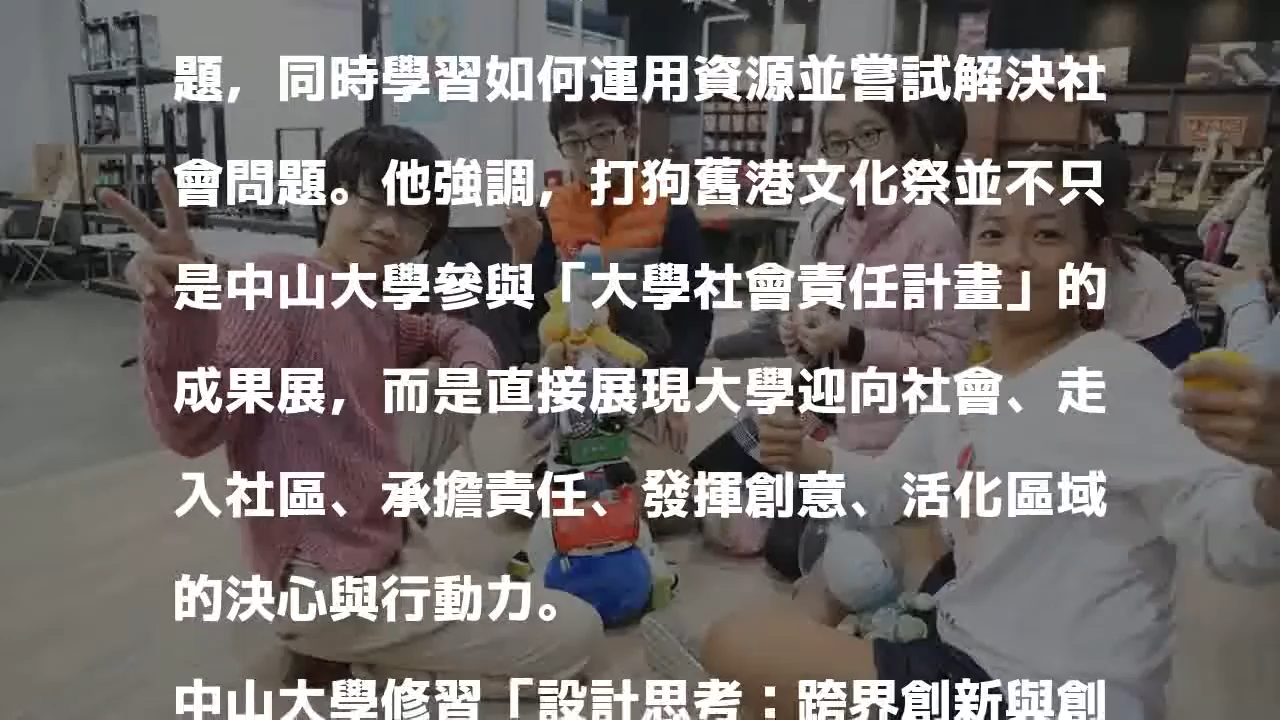 題，同時學習如何運用資源並嘗試解決社
會問題。他強調，打狗舊港文化祭並不只
是中山大學參與「大學社會責任計畫」的
成果展，而是直接展現大學迎向社會、走
入社區、承擔責任、發揮創意、活化區域
的決心與行動力。
中山大學修習「設計思考：跨界創新與創